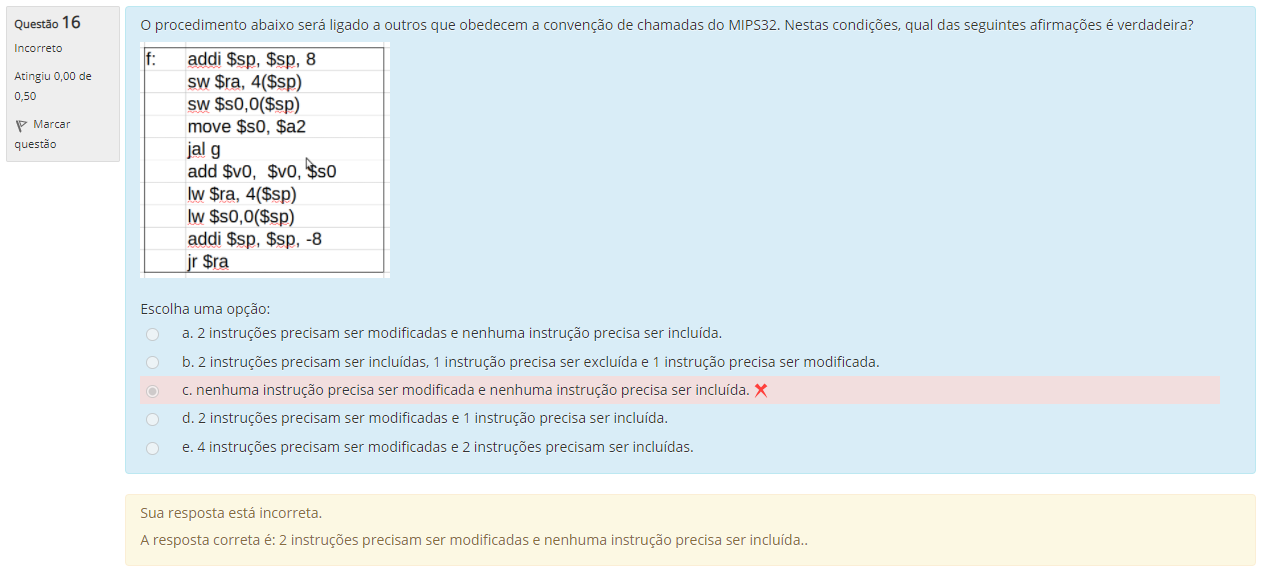 Questão 16
Incorreto
Atingiu 0,00 de
0,50
Marcar
questão
O procedimento abaixo será ligado a outros que obedecem a convenção de chamadas do MIPS32. Nestas condições, qual das seguintes afirmações é verdadeira?
f: addi $sp, $sp, 8
sw $ra, 4($sp)
sw $s0,0($sp)
move $s0, $a2
jal g
add $v0, $v0, $s0
lw $ra, 4($sp)
lw $s0,0($sp)
addi $sp, $sp, -8
jr $ra
Escolha uma opção:
a. 2 instruções precisam ser modificadas e nenhuma instrução precisa ser incluída.
b. 2 instruções precisam ser incluídas, 1 instrução precisa ser excluída e 1 instrução precisa ser modificada.
c. nenhuma instrução precisa ser modificada e nenhuma instrução precisa ser incluída.
d. 2 instruções precisam ser modificadas e 1 instrução precisa ser incluída.
e. 4 instruções precisam ser modificadas e 2 instruções precisam ser incluídas.
Sua resposta está incorreta.
A resposta correta é: 2 instruções precisam ser modificadas e nenhuma instrução precisa ser incluída..